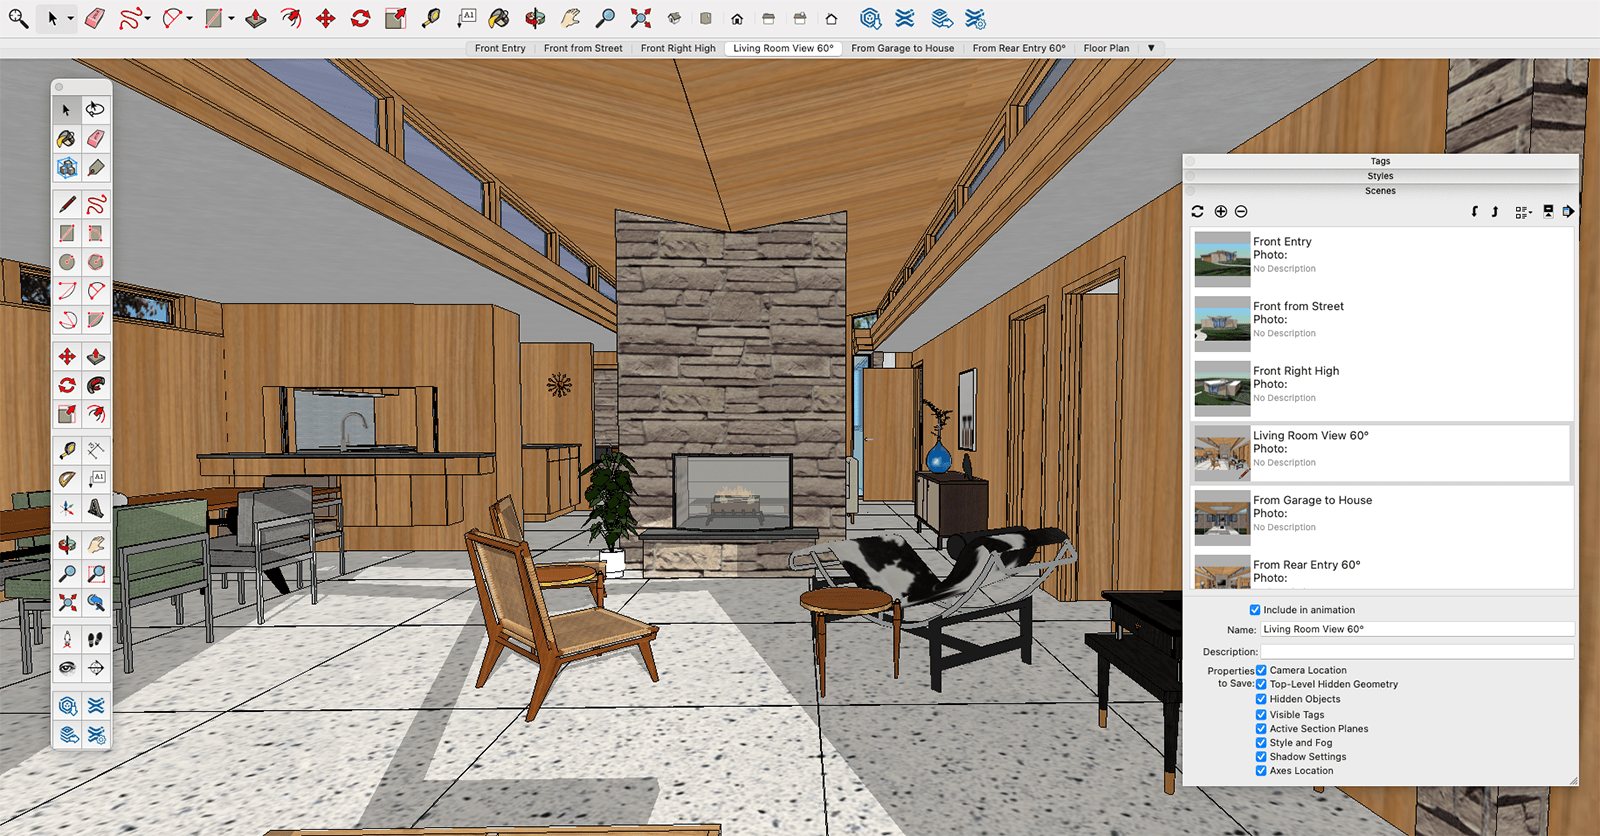 A1
Front Entry
Front from Street
Front Right High
Living Room View 60°
From Garage to House
From Rear Entry 60°
Floor Plan
Tags
Styles
Scenes
Front Entry
Photo:
No Description
Front from Street
Photo:
No Description
Front Right High
Photo:
No Description
Living Room View 60°
Photo:
No Description
From Garage to House
Photo:
No Description
From Rear Entry 60°
Photo:
A1
Include in animation
Name: Living Room View 60°
Description:
Properties to Save:
Camera Location
Top-Level Hidden Geometry
Hidden Objects
Visible Tags
Active Section Planes
Style and Fog
Shadow Settings
Axes Location